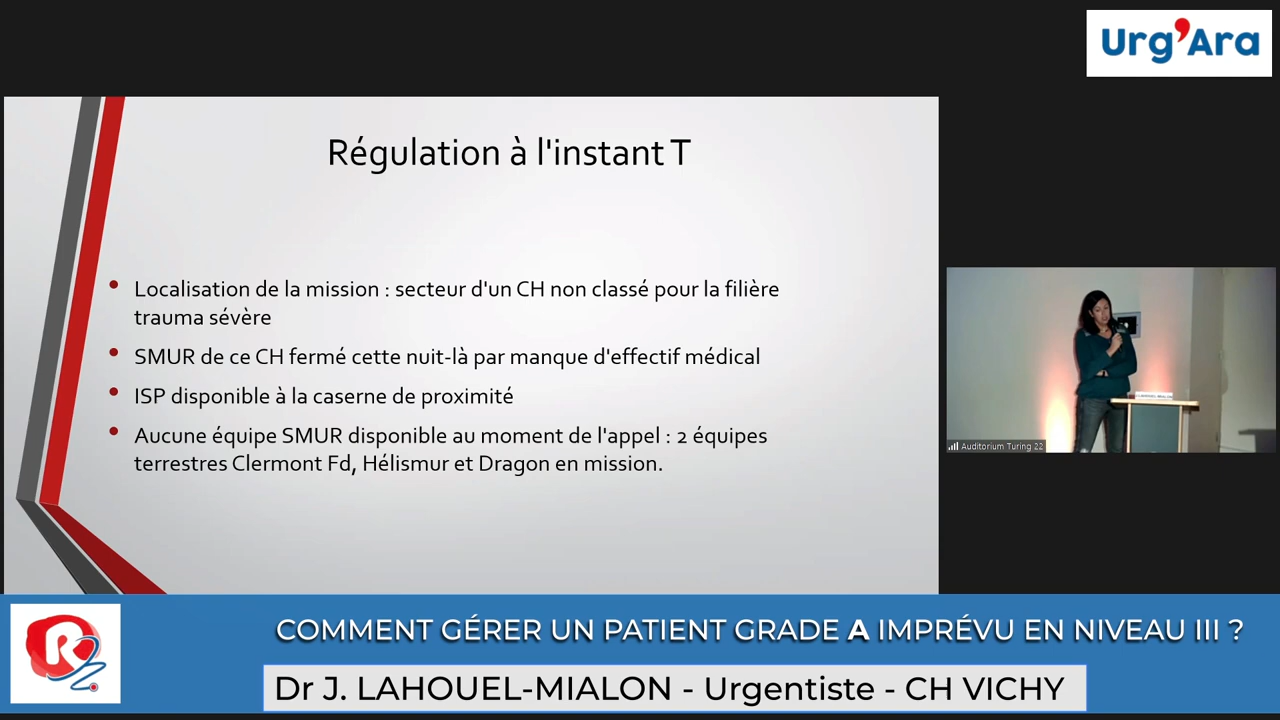 Urg'Ara
Régulation à l'instant T
• Localisation de la mission : secteur d'un CH non classé pour la filière
trauma sévère
• SMUR de ce CH fermé cette nuit-là par manque d'effectif médical
• ISP disponible à la caserne de proximité
• Aucune équipe SMUR disponible au moment de l'appel : 2 équipes
terrestres Clermont Fd, Hélismur et Dragon en mission.
Auditorium Turing 22
R
COMMENT GÉRER UN PATIENT GRADE A IMPRÉVU EN NIVEAU III ?
Dr J. LAHOUEL-MIALON - Urgentiste - CH VICHY